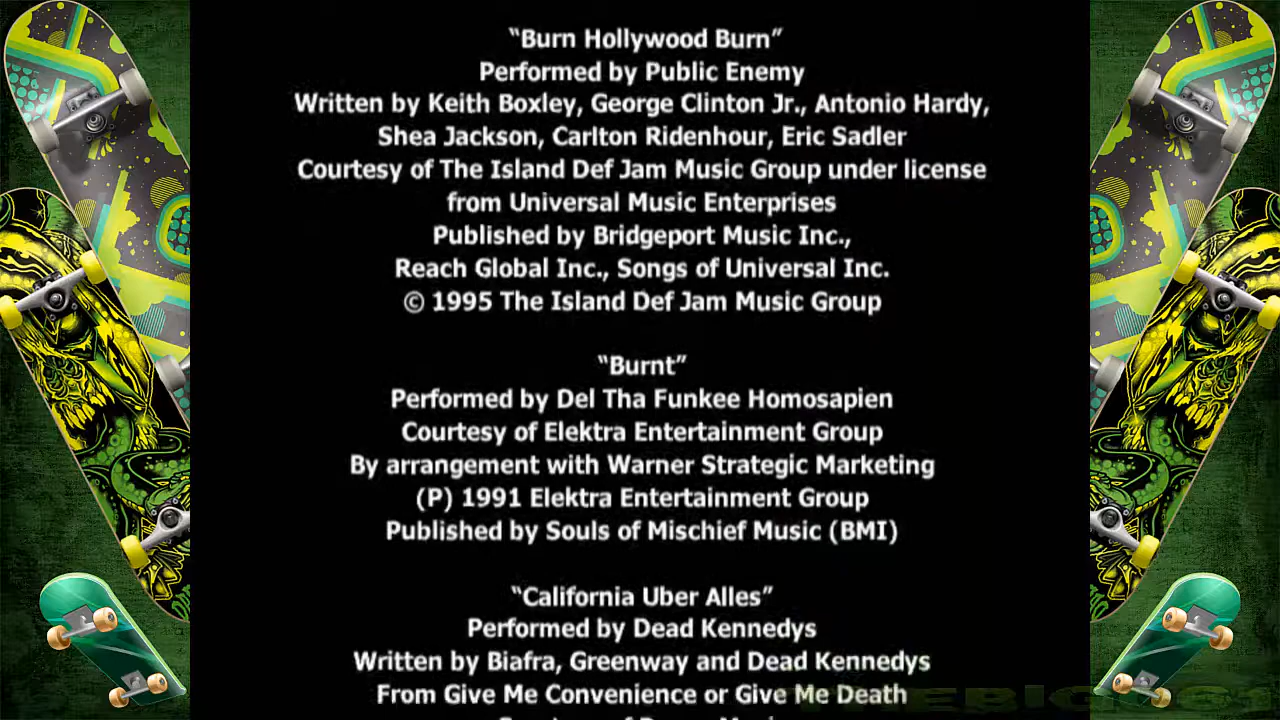 “Burn Hollywood Burn”
Performed by Public Enemy
Written by Keith Boxley, George Clinton Jr., Antonio Hardy,
Shea Jackson, Carlton Ridenhour, Eric Sadler
Courtesy of The Island Def Jam Music Group under license
from Universal Music Enterprises
Published by Bridgeport Music Inc.,
Reach Global Inc., Songs of Universal Inc.
© 1995 The Island Def Jam Music Group
“Burnt”
Performed by Del Tha Funkee Homosapien
Courtesy of Elektra Entertainment Group
By arrangement with Warner Strategic Marketing
(P) 1991 Elektra Entertainment Group
Published by Souls of Mischief Music (BMI)
“California Uber Alles”
Performed by Dead Kennedys
Written by Biafra, Greenway and Dead Kennedys
From Give Me Convenience or Give Me Death